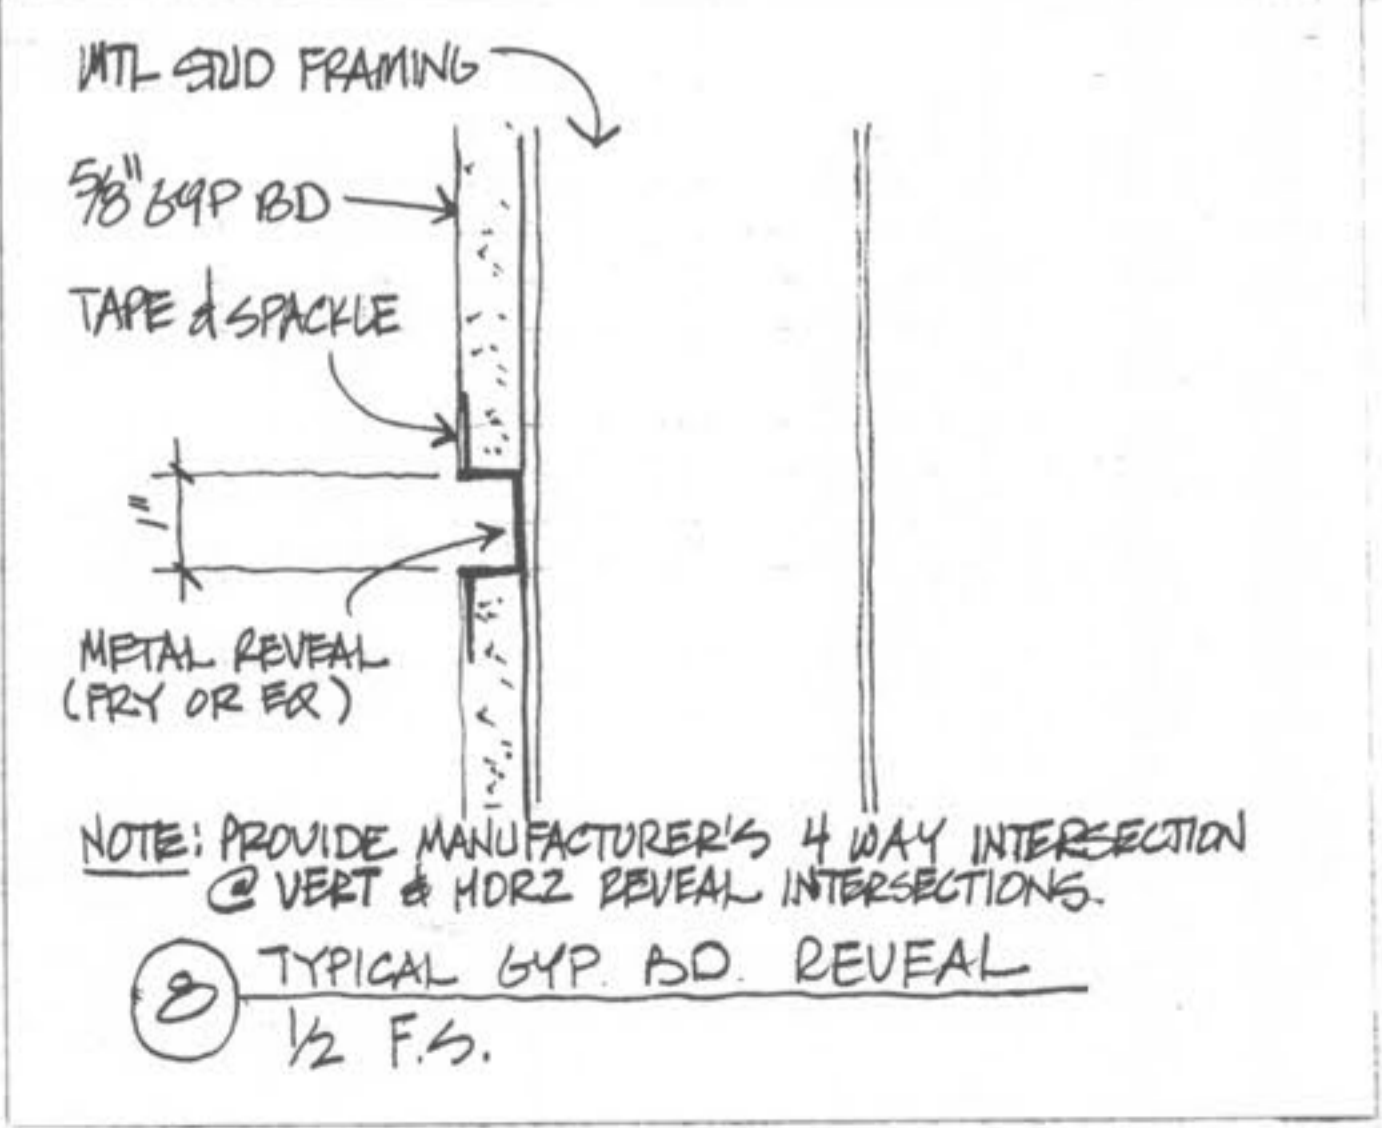 MTL STUD FRAMING
5/8" GYP BD
TAPE & SPACKLE
1"
METAL REVEAL
(FRY OR EQ)
NOTE: PROVIDE MANUFACTURER'S 4 WAY INTERSECTION
@ VERT & HORZ REVEAL INTERSECTIONS.
8 TYPICAL GYP. BD. REVEAL
1/2 F.S.